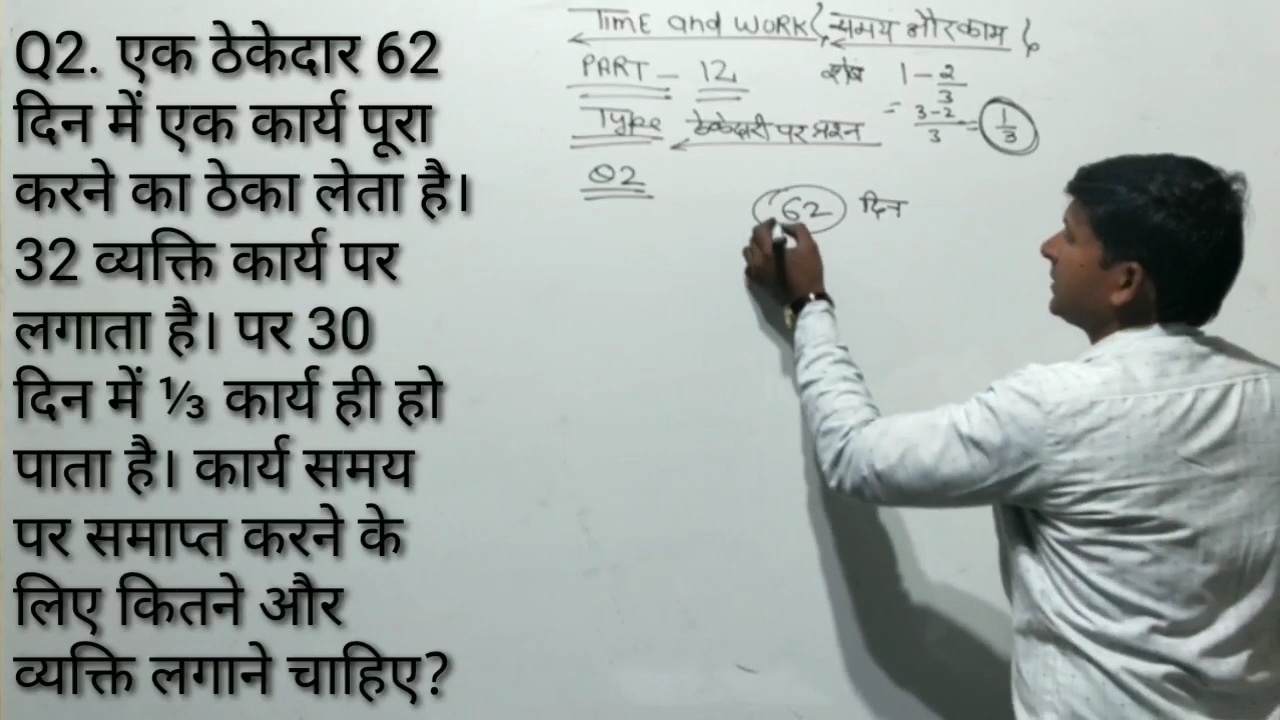 Q2. एक ठेकेदार 62
दिन में एक कार्य पूरा
करने का ठेका लेता है।
32 व्यक्ति कार्य पर
लगाता है। पर 30
दिन में ⅓ कार्य ही हो
पाता है। कार्य समय
पर समाप्त करने के
लिए कितने और
व्यक्ति लगाने चाहिए?
TIME and WORK (समय और काम)
PART - 12
शेष 1 - 2/3
= 3-2/3 = 1/3
Type ठेकेदारी पर प्रश्न
Q2
62 दिन